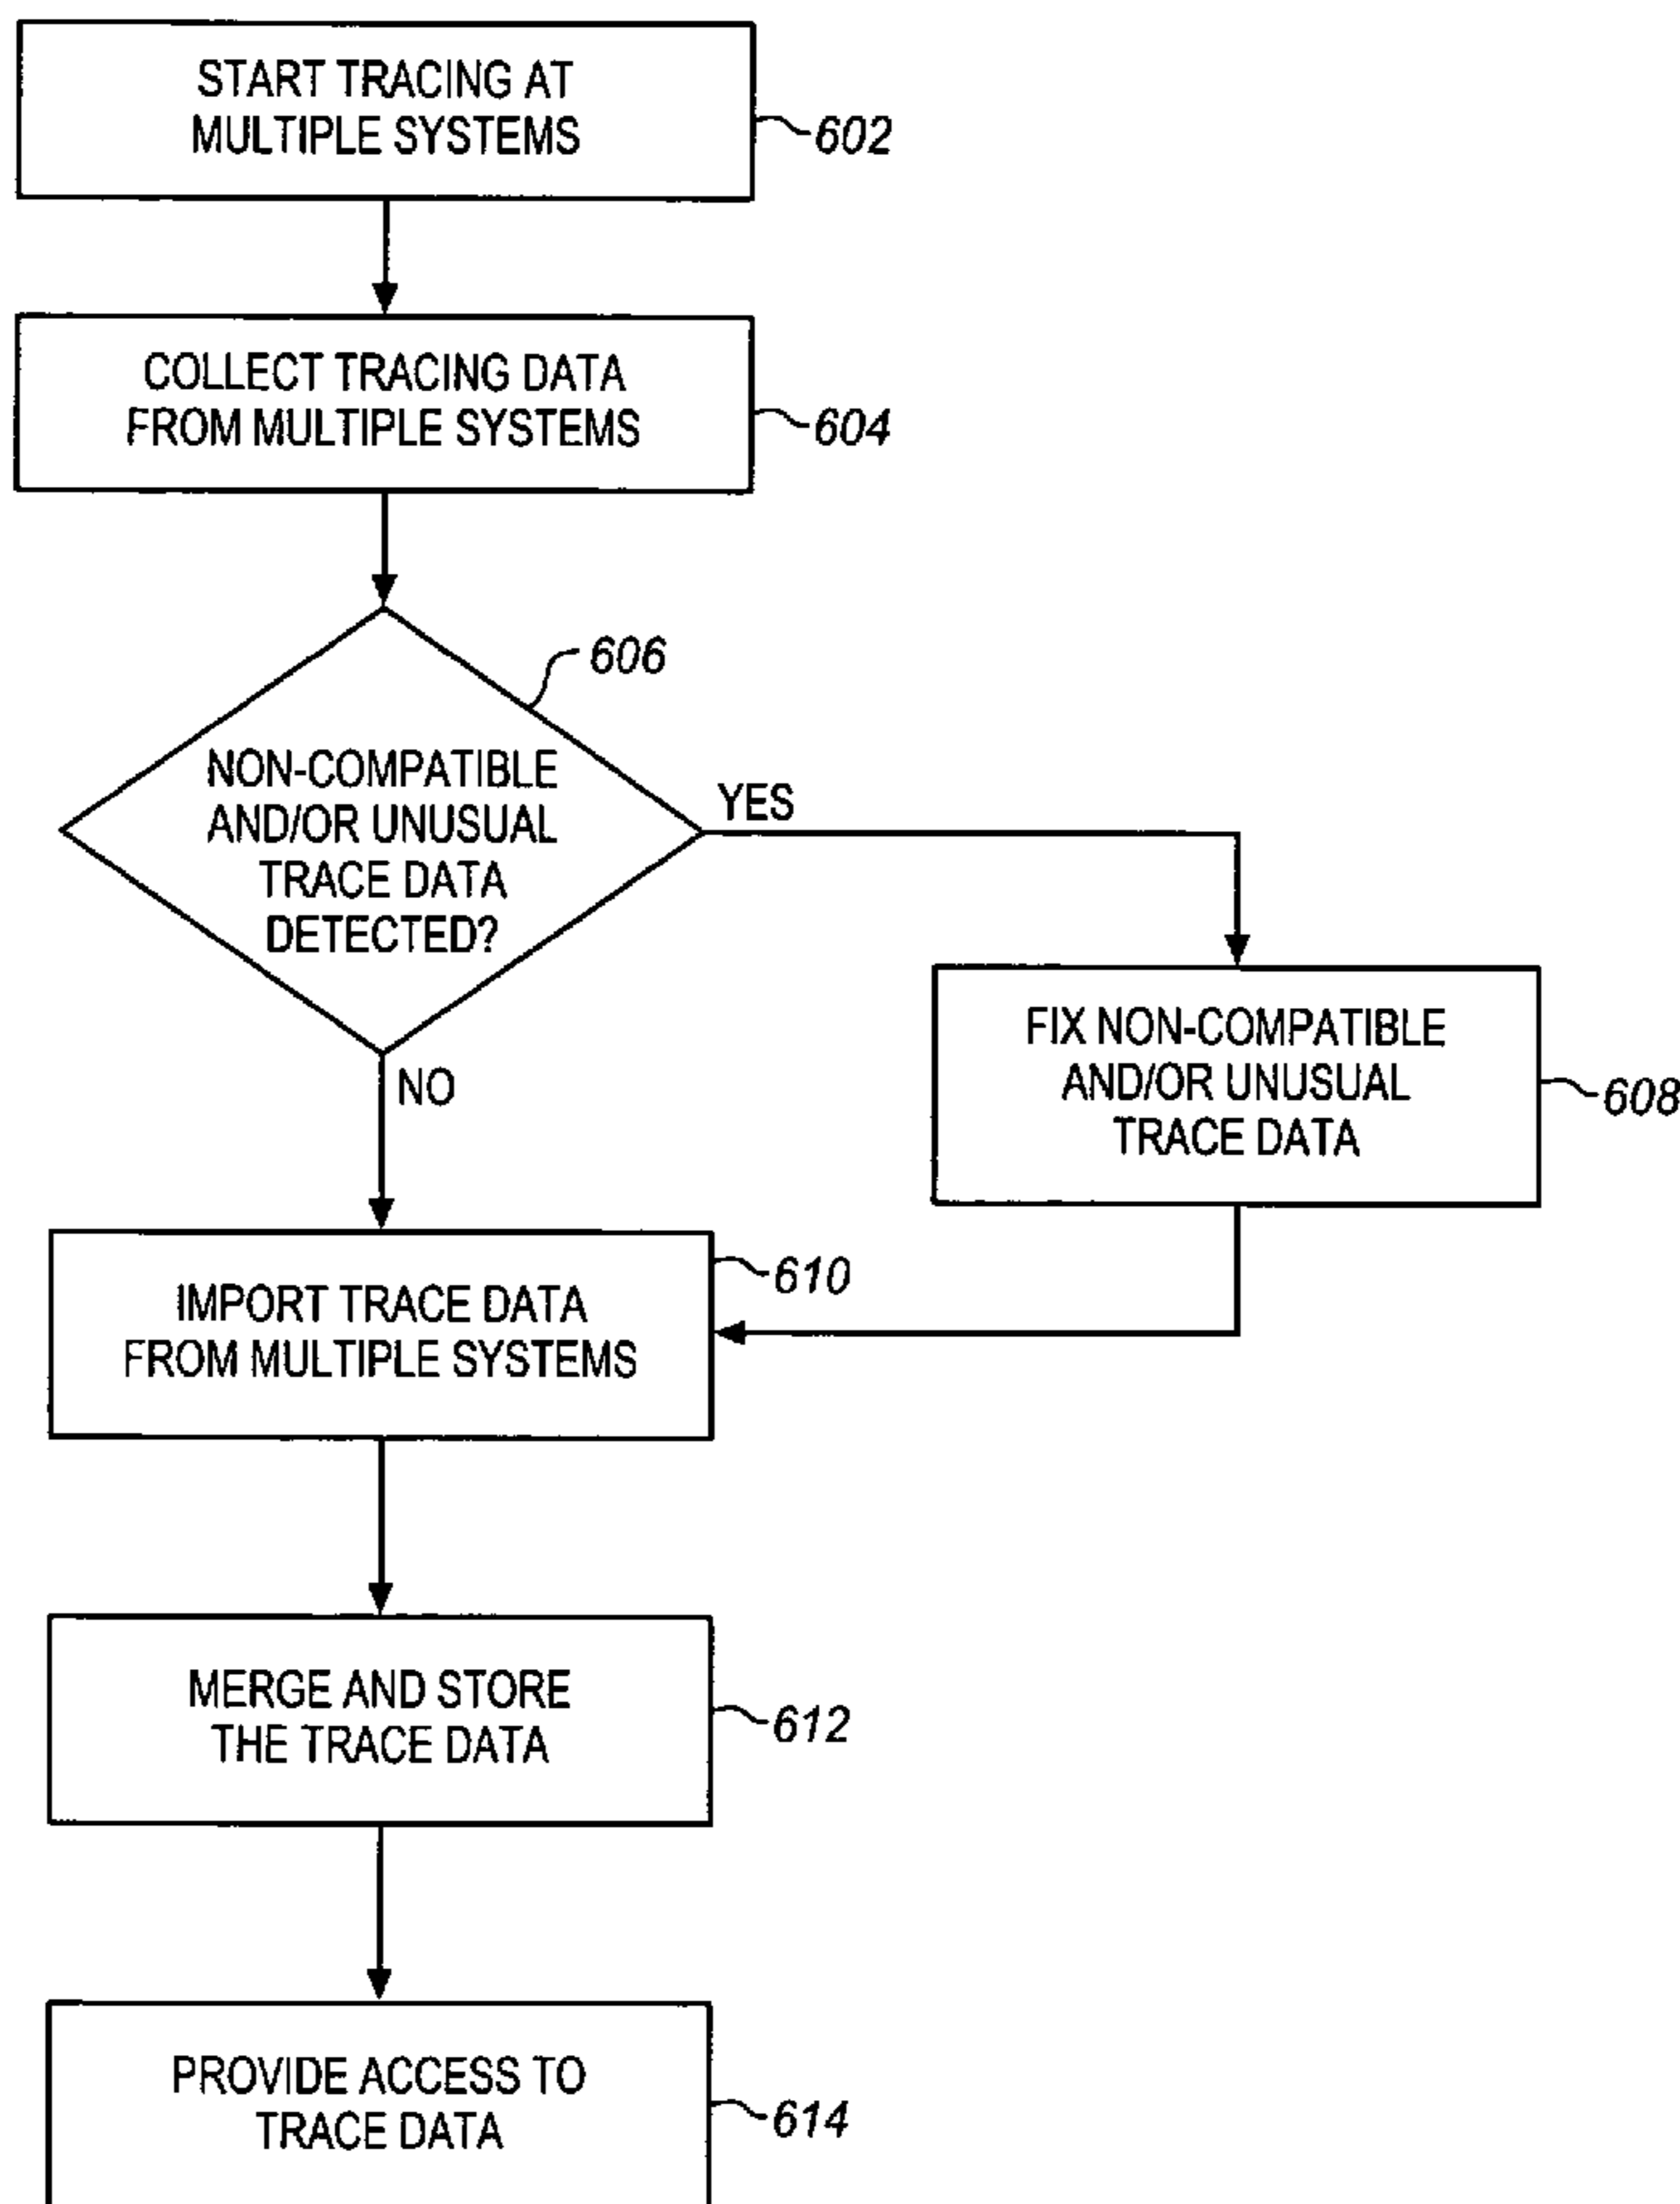 START TRACING AT
MULTIPLE SYSTEMS
602
COLLECT TRACING DATA
FROM MULTIPLE SYSTEMS
604
606
NON-COMPATIBLE
AND/OR UNUSUAL
TRACE DATA
DETECTED?
YES
NO
FIX NON-COMPATIBLE
AND/OR UNUSUAL
TRACE DATA
608
IMPORT TRACE DATA
FROM MULTIPLE SYSTEMS
610
MERGE AND STORE
THE TRACE DATA
612
PROVIDE ACCESS TO
TRACE DATA
614